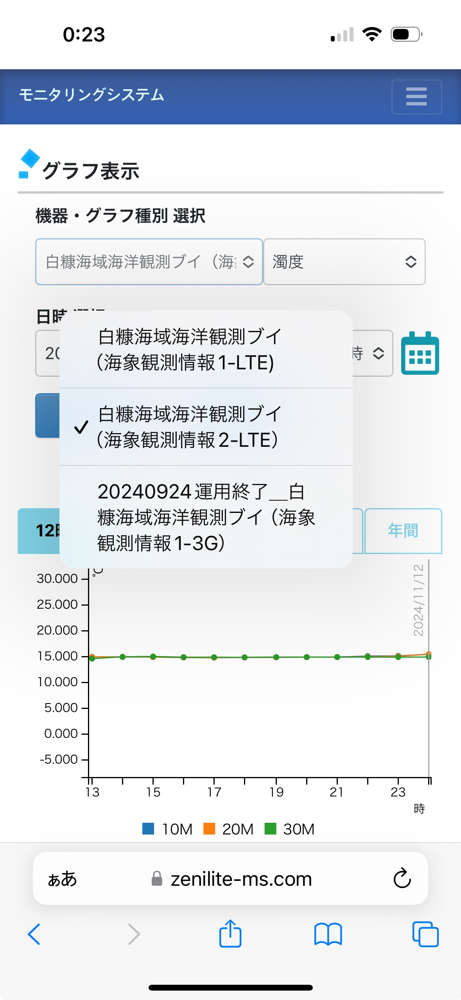 0:23
モニタリングシステム
グラフ表示
機器・グラフ種別 選択
白糠海域海洋観測ブイ（海
濁度
日時 選択
20
時
白糠海域海洋観測ブイ
（海象観測情報1-LTE)
白糠海域海洋観測ブイ
（海象観測情報2-LTE）
20240924運用終了__白
糠海域海洋観測ブイ（海象
観測情報1-3G）
12時
年間
℃
2024/11/12
30.000
25.000
20.000
15.000
10.000
5.000
0.000
-5.000
13 15 17 19 21 23
時
10M 20M 30M
ぁあ zenilite-ms.com